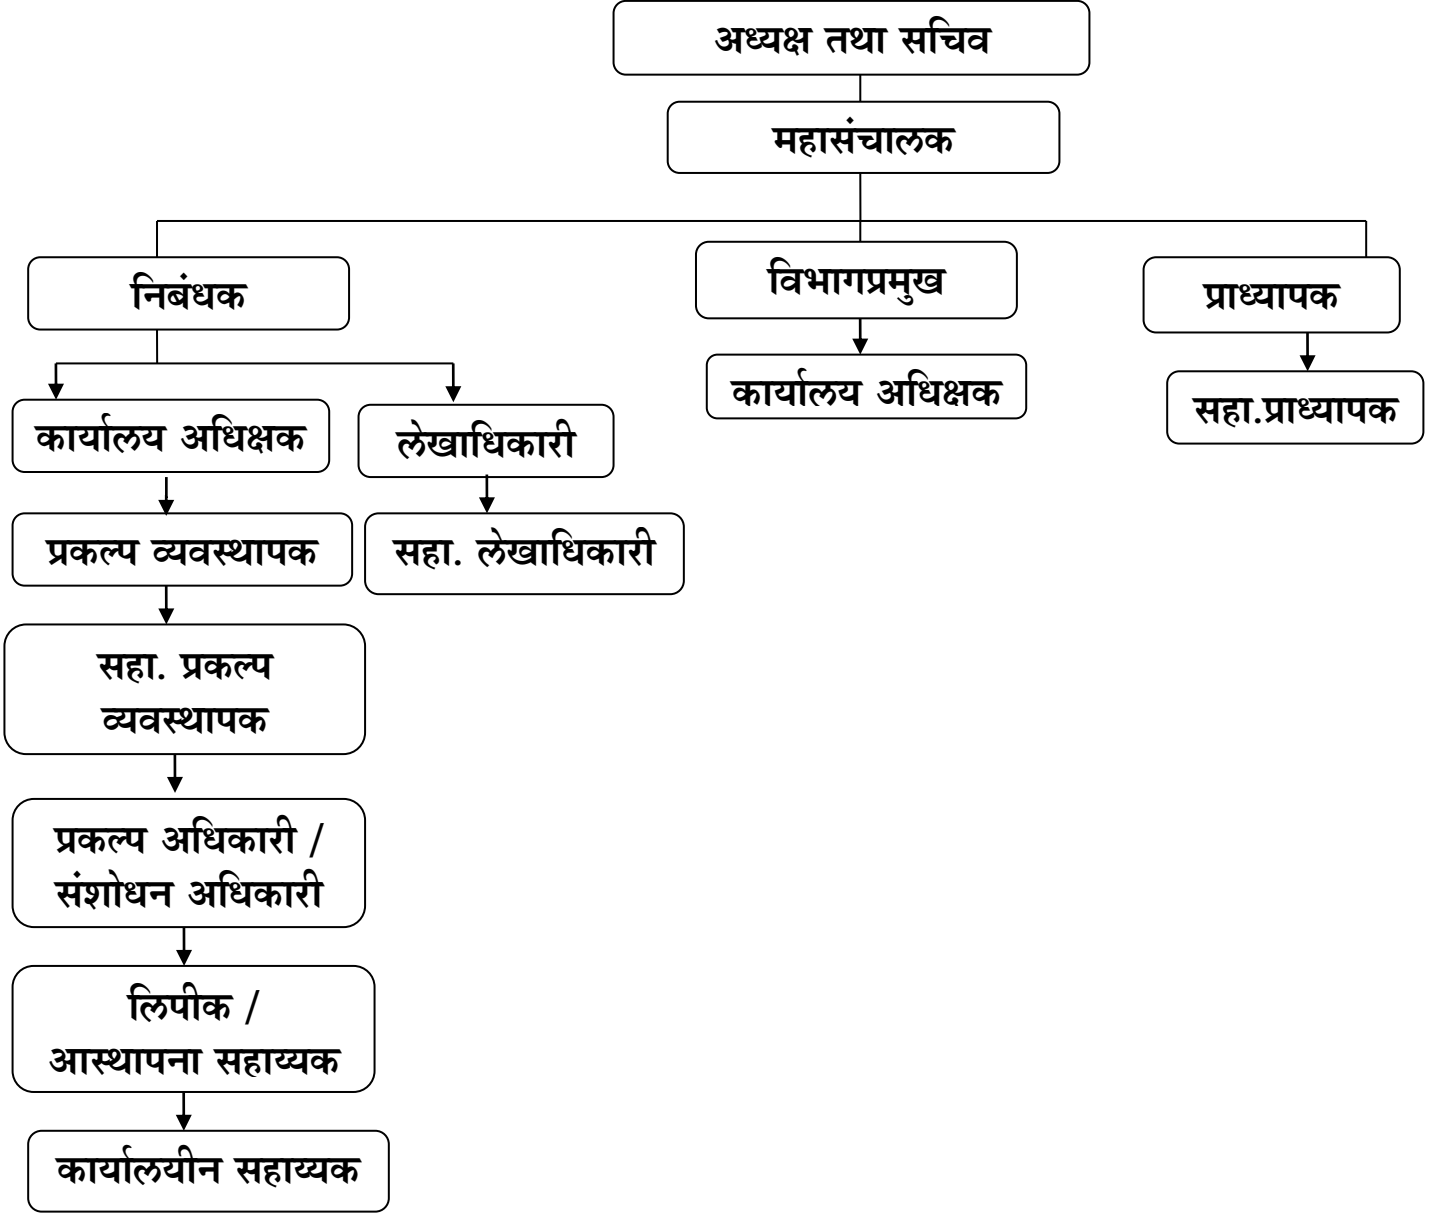 अध्यक्ष तथा सचिव
महासंचालक
निबंधक
विभागप्रमुख
प्राध्यापक
कार्यालय अधिक्षक
लेखाधिकारी
कार्यालय अधिक्षक
सहा.प्राध्यापक
प्रकल्प व्यवस्थापक
सहा. लेखाधिकारी
सहा. प्रकल्प
व्यवस्थापक
प्रकल्प अधिकारी /
संशोधन अधिकारी
लिपीक /
आस्थापना सहाय्यक
कार्यालयीन सहाय्यक